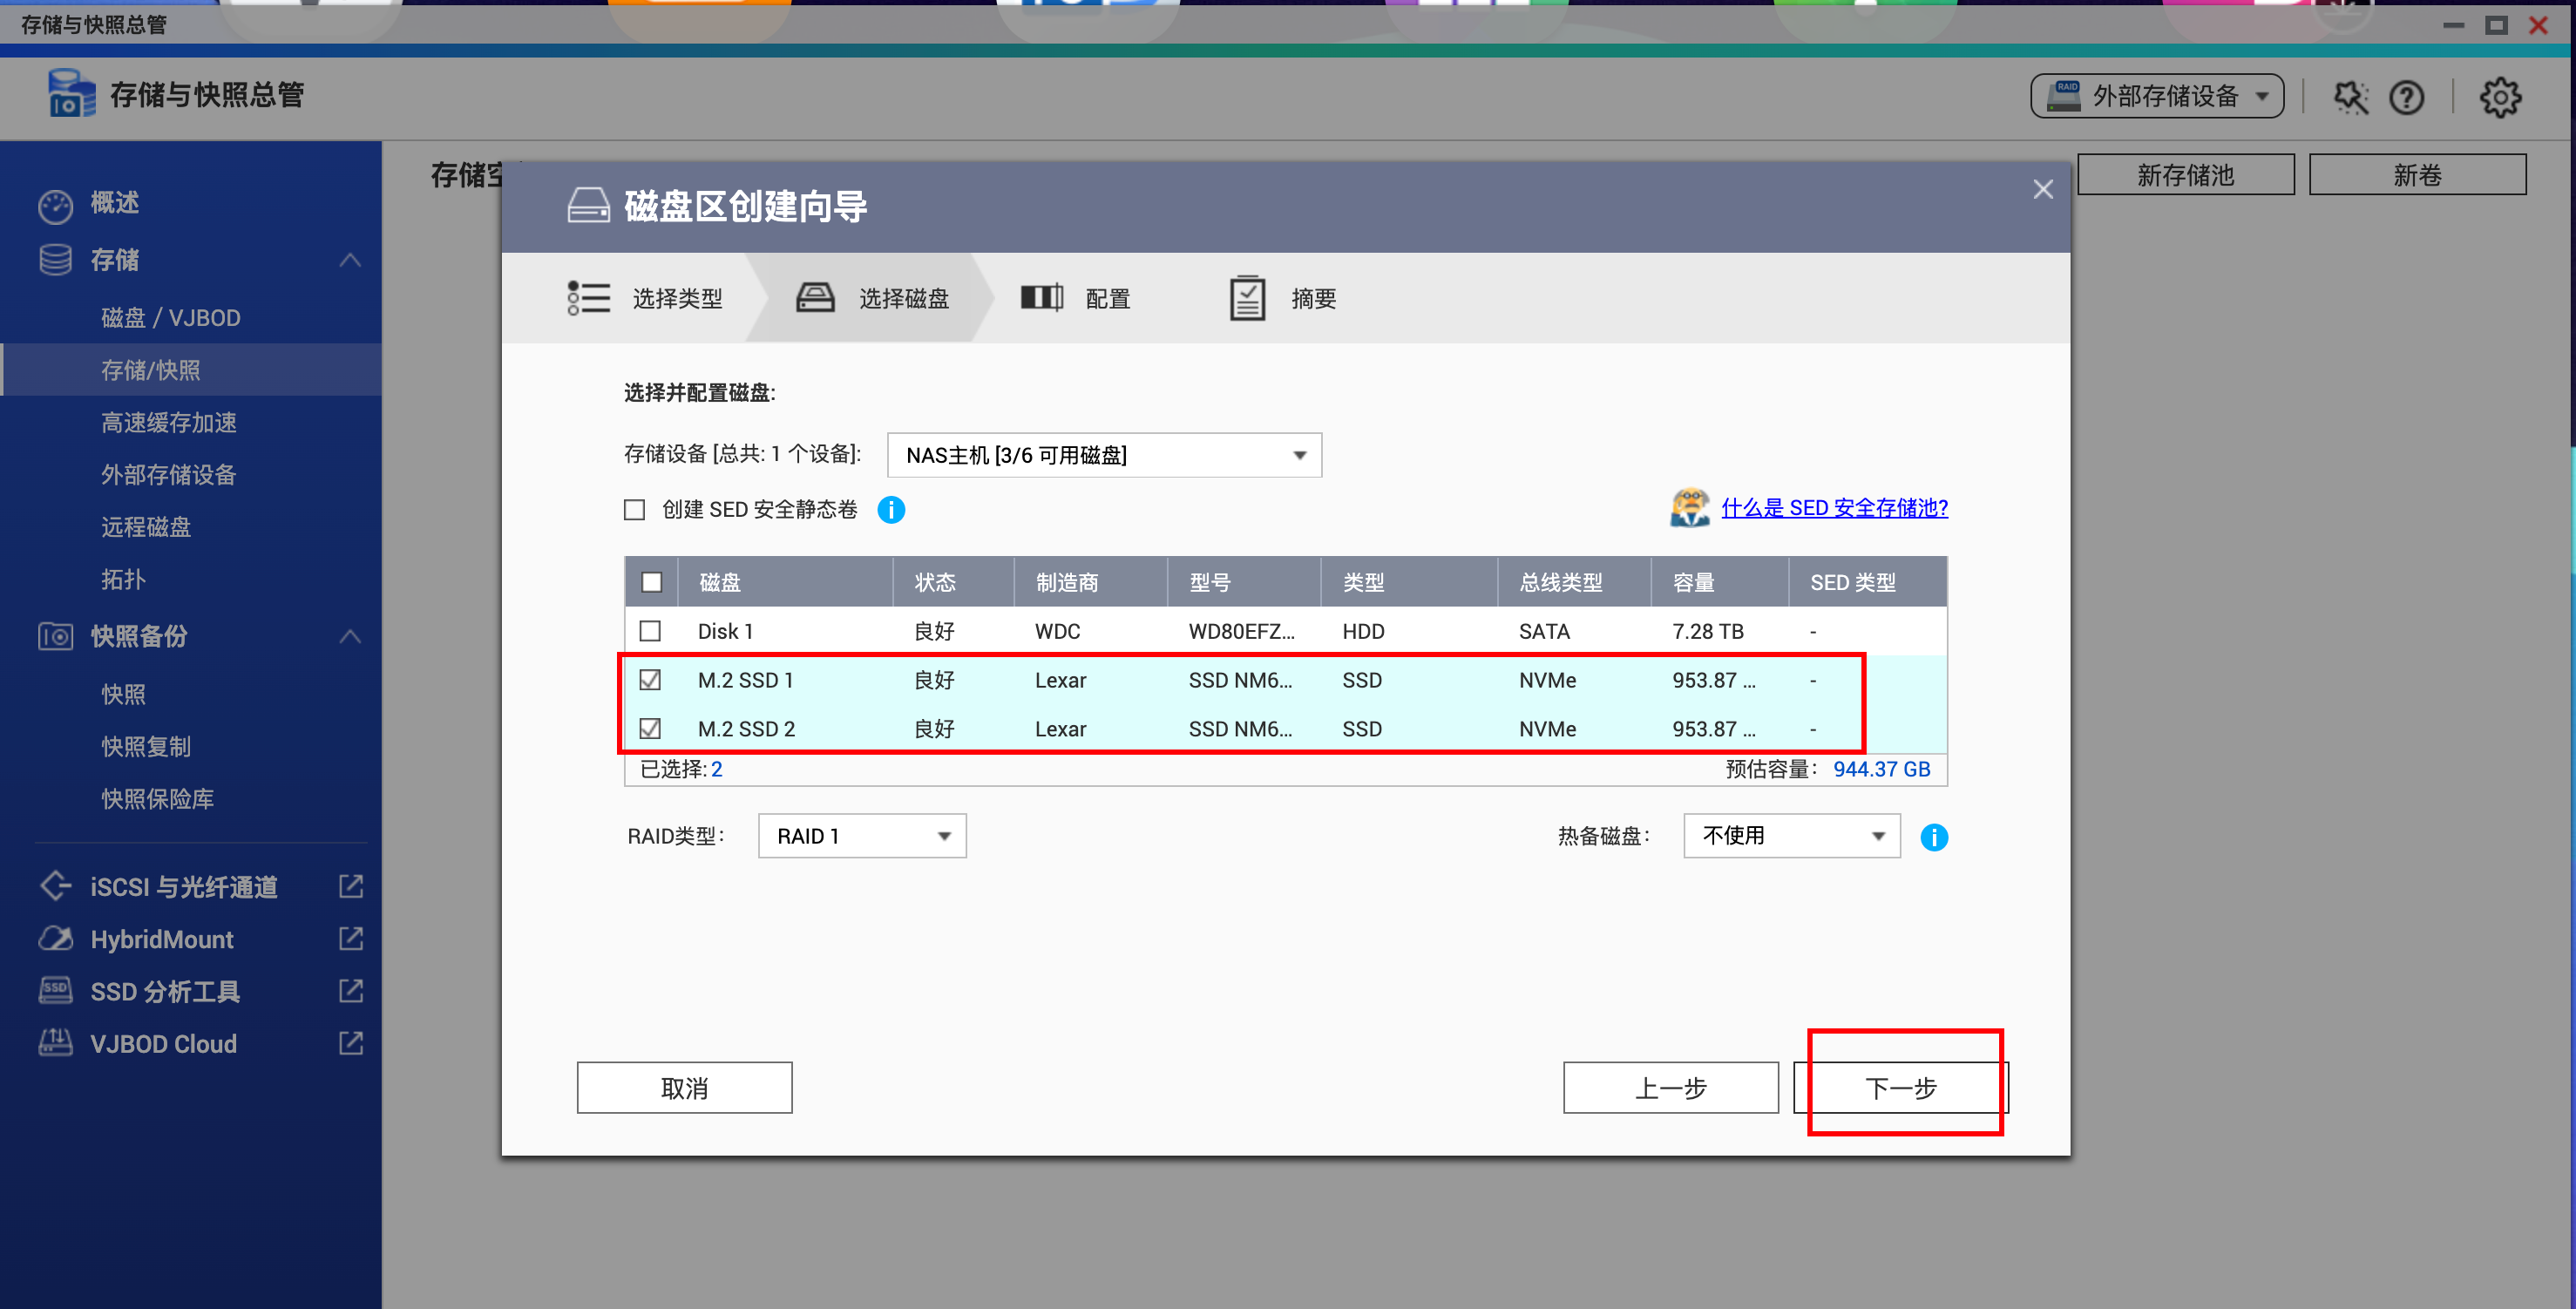 存储与快照总管
存储与快照总管
外部存储设备
概述
存储
磁盘 / VJBOD
存储/快照
高速缓存加速
外部存储设备
远程磁盘
拓扑
快照备份
快照
快照复制
快照保险库
iSCSI 与光纤通道
HybridMount
SSD 分析工具
VJBOD Cloud
存储空
新存储池
新卷
磁盘区创建向导
选择类型
选择磁盘
配置
摘要
选择并配置磁盘:
存储设备 [总共: 1 个设备]: NAS主机 [3/6 可用磁盘]
创建 SED 安全静态卷
什么是 SED 安全存储池?
磁盘 状态 制造商 型号 类型 总线类型 容量 SED 类型
Disk 1 良好 WDC WD80EFZ... HDD SATA 7.28 TB -
M.2 SSD 1 良好 Lexar SSD NM6... SSD NVMe 953.87 ... -
M.2 SSD 2 良好 Lexar SSD NM6... SSD NVMe 953.87 ... -
已选择: 2 预估容量: 944.37 GB
RAID类型: RAID 1 热备磁盘: 不使用
取消 上一步 下一步